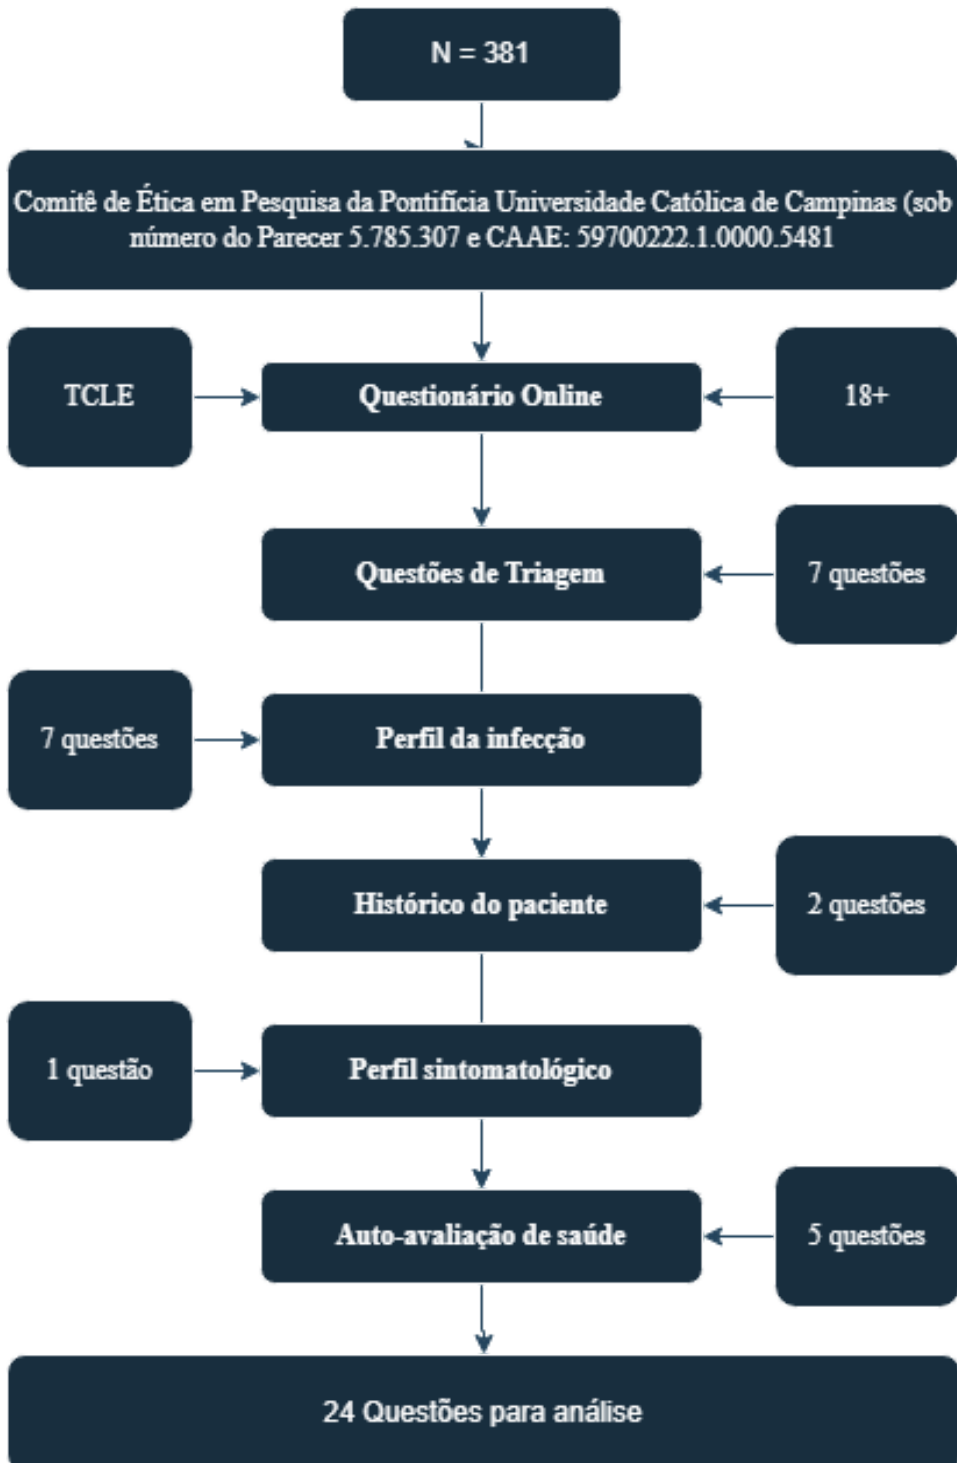 N = 381
Comitê de Ética em Pesquisa da Pontifícia Universidade Católica de Campinas (sob
número do Parecer 5.785.307 e CAAE: 59700222.1.0000.5481
TCLE
Questionário Online
18+
Questões de Triagem
7 questões
7 questões
Perfil da infecção
Histórico do paciente
2 questões
1 questão
Perfil sintomatológico
Auto-avaliação de saúde
5 questões
24 Questões para análise